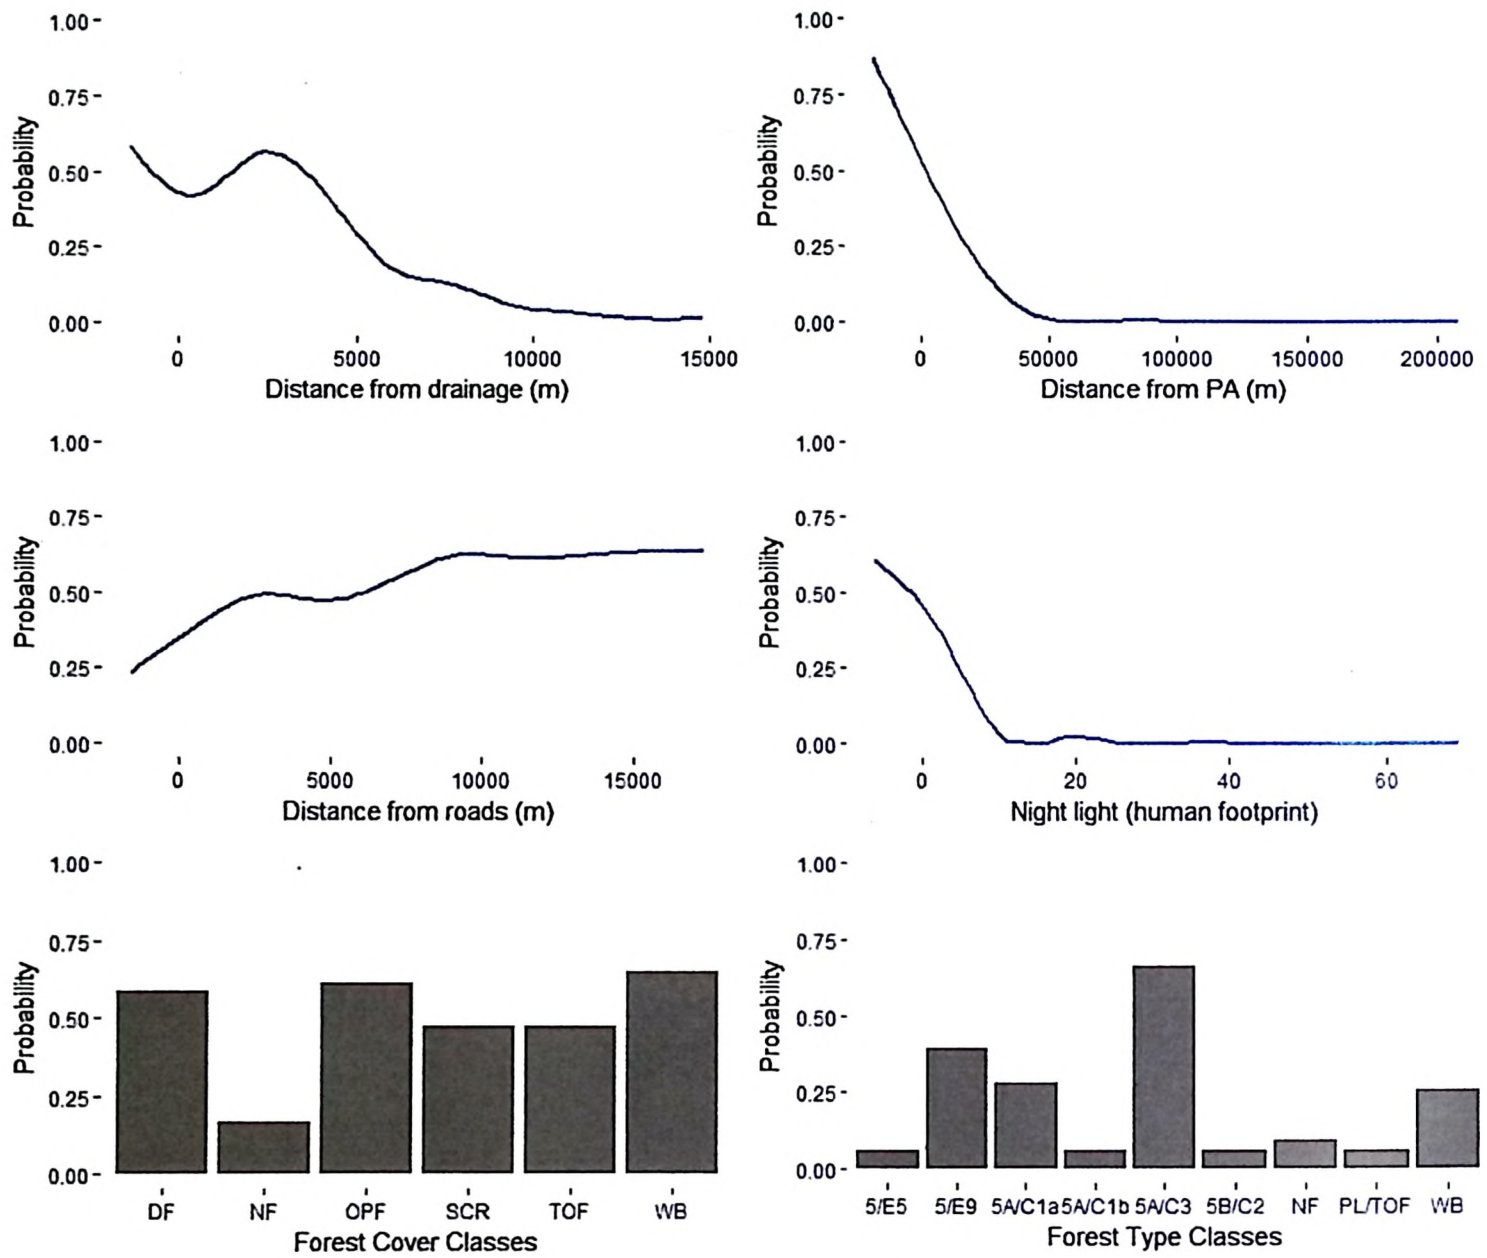 1.00
0.75
0.50
0.25
0.00
Probability
0 5000 10000 15000
Distance from drainage (m)
1.00
0.75
0.50
0.25
0.00
Probability
0 50000 100000 150000 200000
Distance from PA (m)
1.00
0.75
0.50
0.25
0.00
Probability
0 5000 10000 15000
Distance from roads (m)
1.00
0.75
0.50
0.25
0.00
Probability
0 20 40 60
Night light (human footprint)
1.00
0.75
0.50
0.25
0.00
Probability
DF NF OPF SCR TOF WB
Forest Cover Classes
1.00
0.75
0.50
0.25
0.00
Probability
5/E5 5/E9 5A/C1a 5A/C1b 5A/C3 5B/C2 NF PL/TOF WB
Forest Type Classes